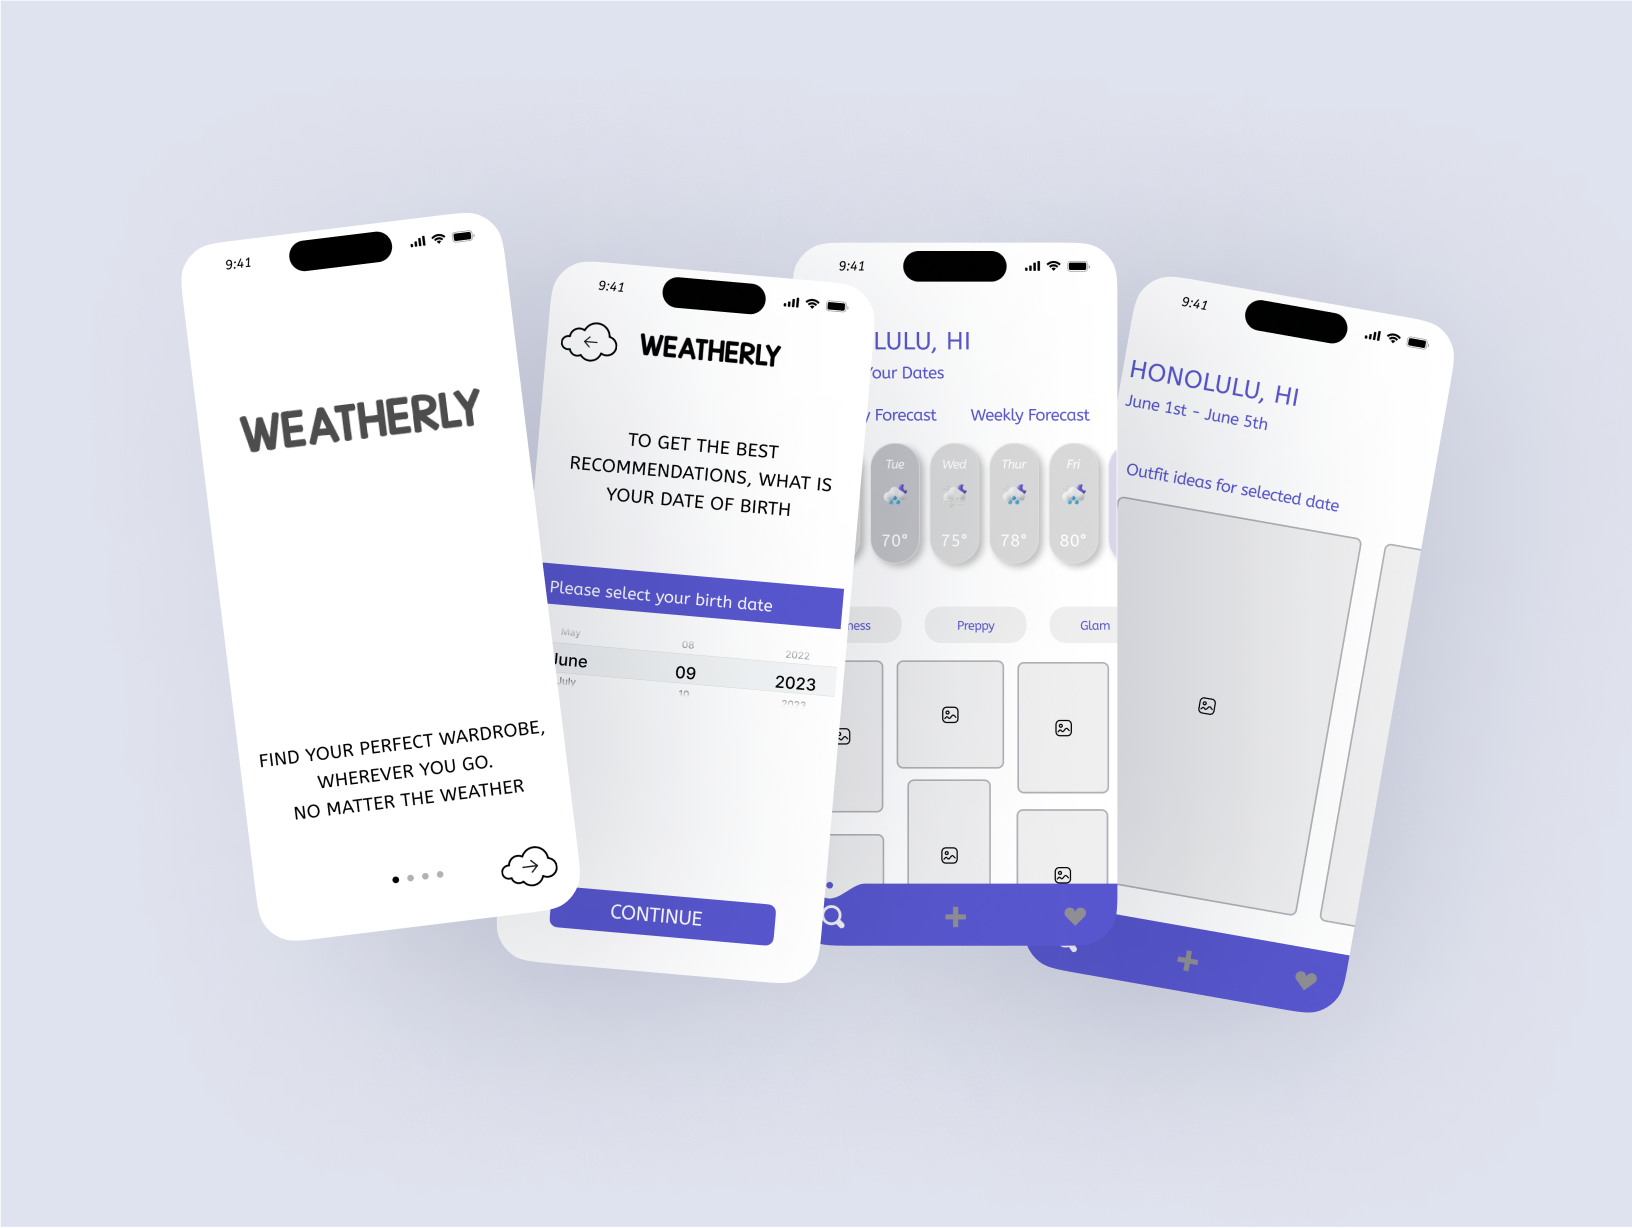 9:41
WEATHERLY
FIND YOUR PERFECT WARDROBE,
WHEREVER YOU GO.
NO MATTER THE WEATHER
9:41
WEATHERLY
TO GET THE BEST
RECOMMENDATIONS, WHAT IS
YOUR DATE OF BIRTH
Please select your birth date
May 08 2022
June 09 2023
July 10 2023
CONTINUE
9:41
LULU, HI
Your Dates
y Forecast Weekly Forecast
Tue Wed Thur Fri
70° 75° 78° 80°
ness Preppy Glam
9:41
HONOLULU, HI
June 1st - June 5th
Outfit ideas for selected date